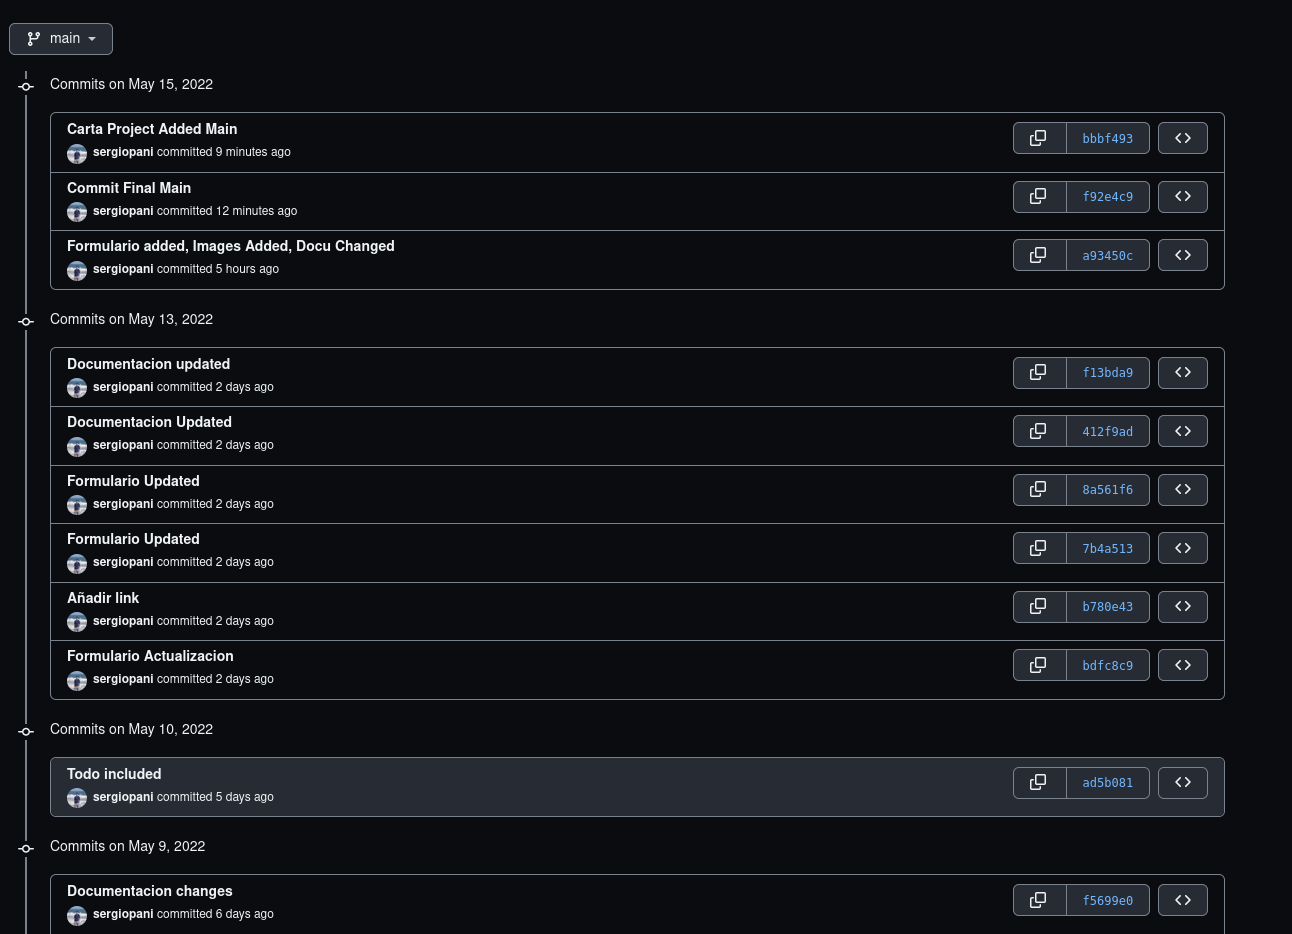 main
Commits on May 15, 2022
Carta Project Added Main
sergiopani committed 9 minutes ago
bbbf493
Commit Final Main
sergiopani committed 12 minutes ago
f92e4c9
Formulario added, Images Added, Docu Changed
sergiopani committed 5 hours ago
a93450c
Commits on May 13, 2022
Documentacion updated
sergiopani committed 2 days ago
f13bda9
Documentacion Updated
sergiopani committed 2 days ago
412f9ad
Formulario Updated
sergiopani committed 2 days ago
8a561f6
Formulario Updated
sergiopani committed 2 days ago
7b4a513
Añadir link
sergiopani committed 2 days ago
b780e43
Formulario Actualizacion
sergiopani committed 2 days ago
bdfc8c9
Commits on May 10, 2022
Todo included
sergiopani committed 5 days ago
ad5b081
Commits on May 9, 2022
Documentacion changes
sergiopani committed 6 days ago
f5699e0